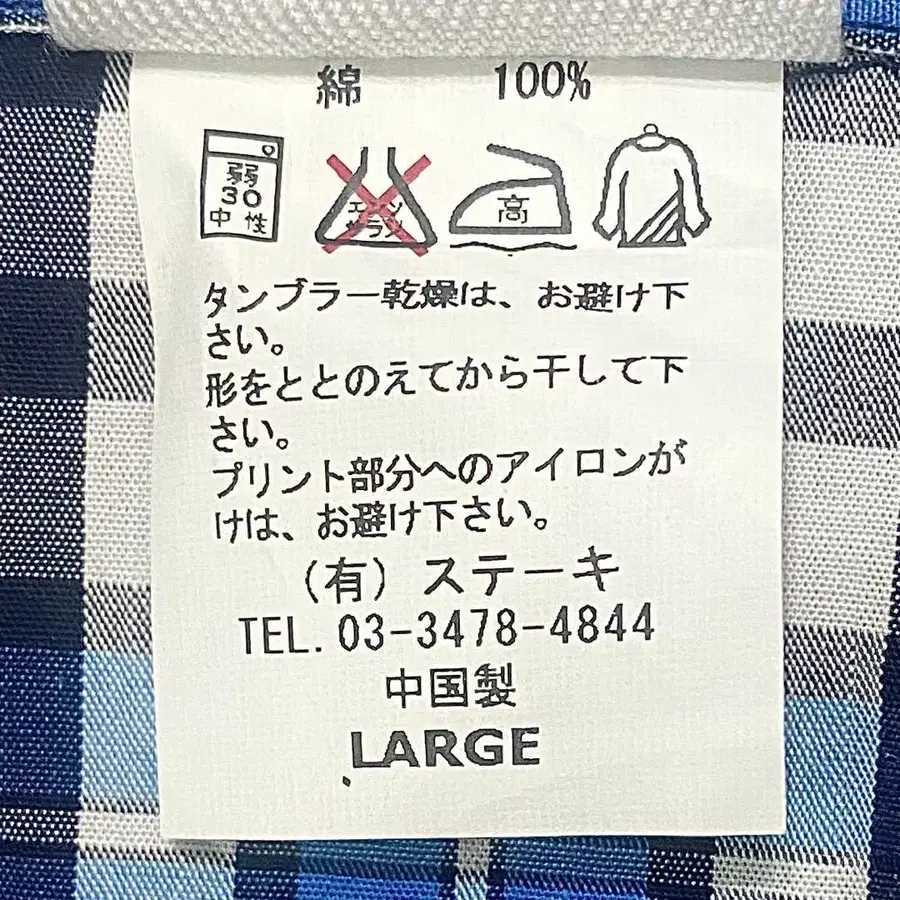 綿 100%
弱
30
中 性
エンソ
サラシ
高
タンブラー乾燥は、お避け下
さい。
形をととのえてから干して下
さい。
プリント部分へのアイロンが
けは、お避け下さい。
(有) ステーキ
TEL. 03-3478-4844
中国製
LARGE